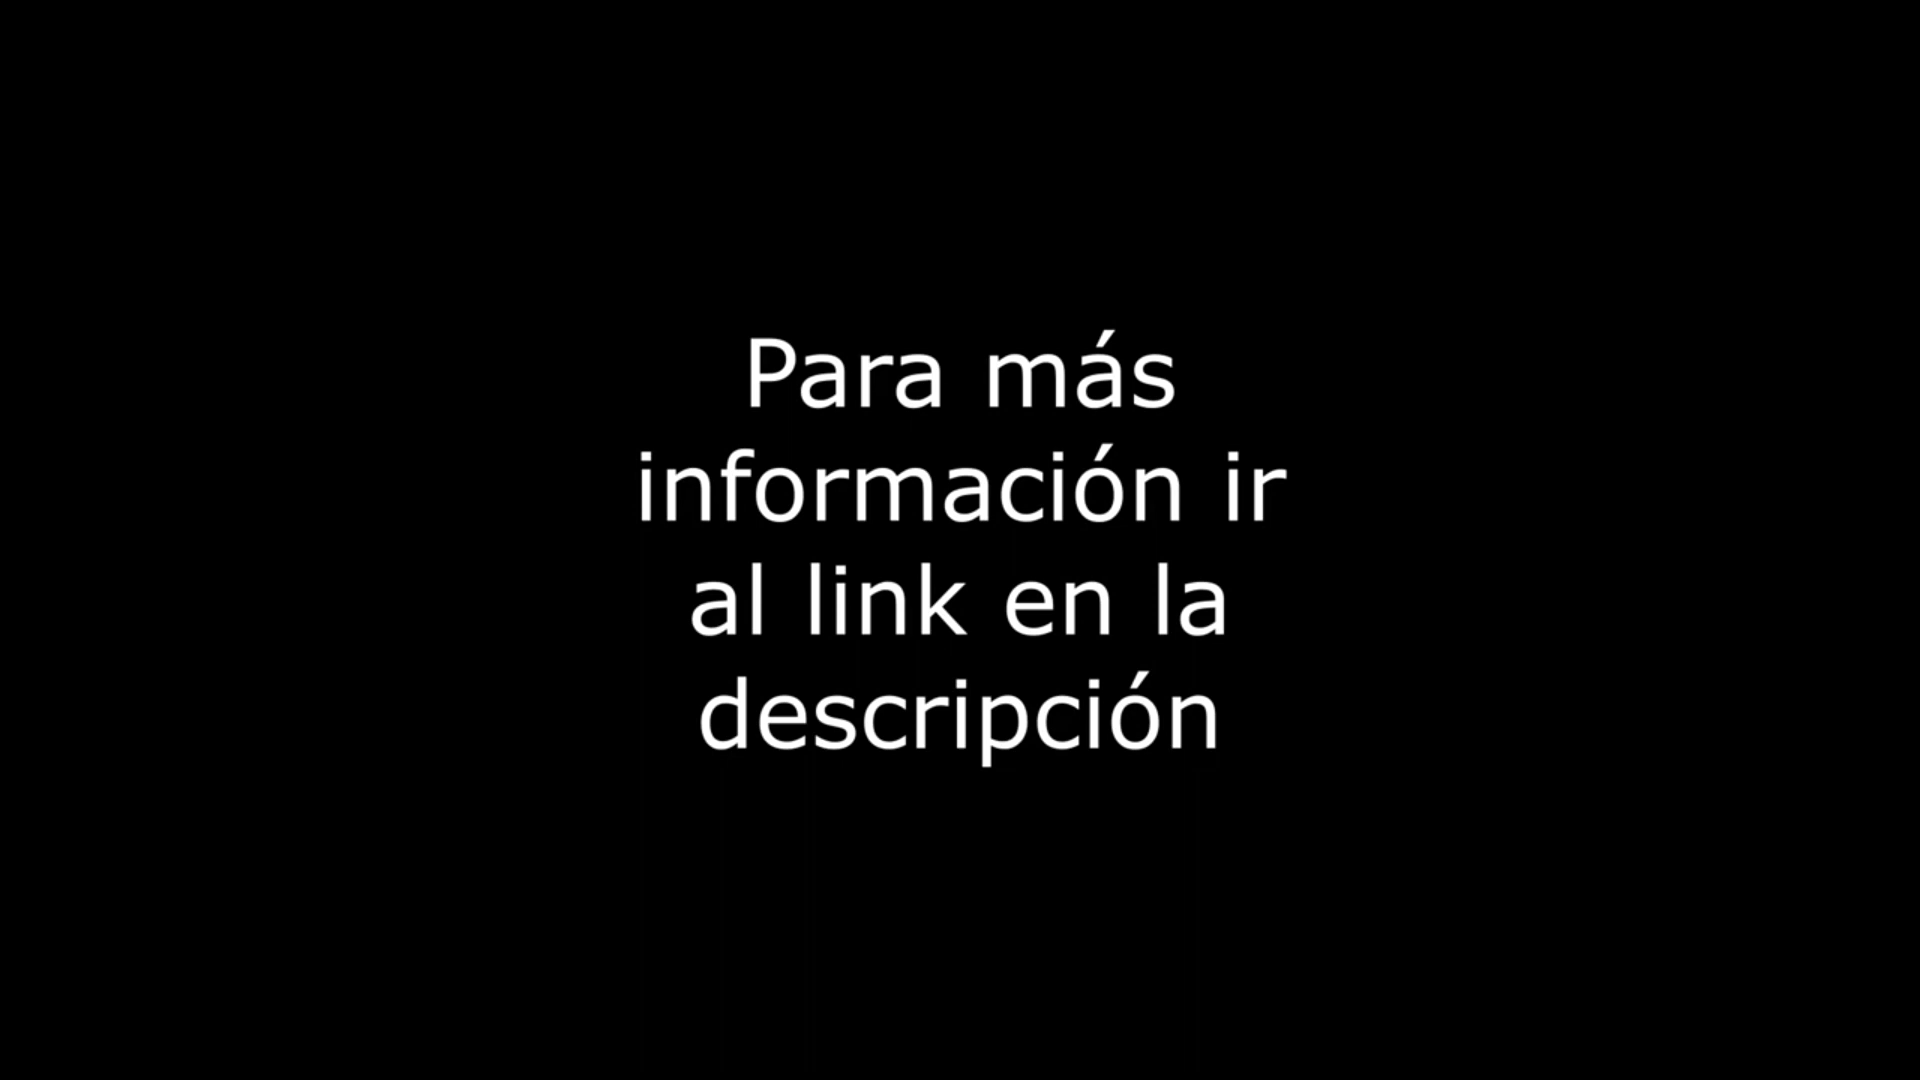 Para más
información ir
al link en la
descripción